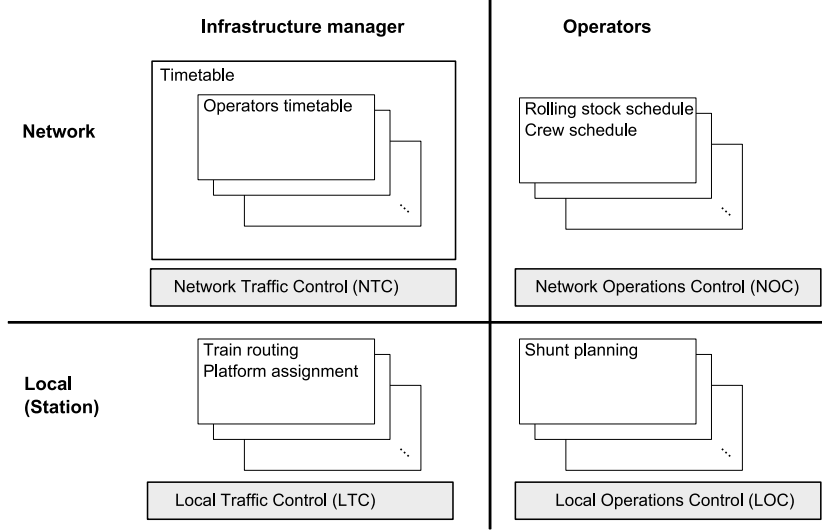 Infrastructure manager
Operators
Network
Timetable
Operators timetable
Rolling stock schedule
Crew schedule
Network Traffic Control (NTC)
Network Operations Control (NOC)
Local
(Station)
Train routing
Platform assignment
Shunt planning
Local Traffic Control (LTC)
Local Operations Control (LOC)